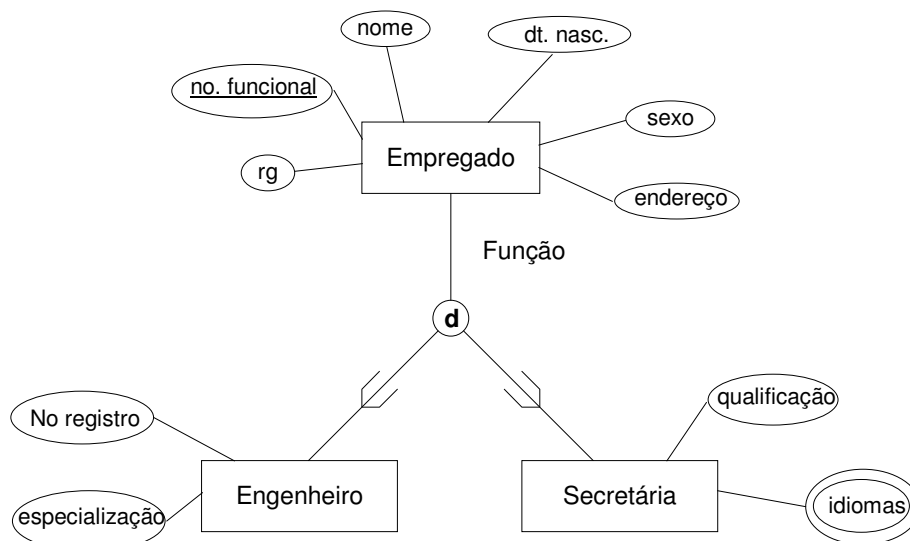 nome
dt. nasc.
no. funcional
sexo
Empregado
rg
endereço
Função
d
qualificação
No registro
Engenheiro
Secretária
idiomas
especialização